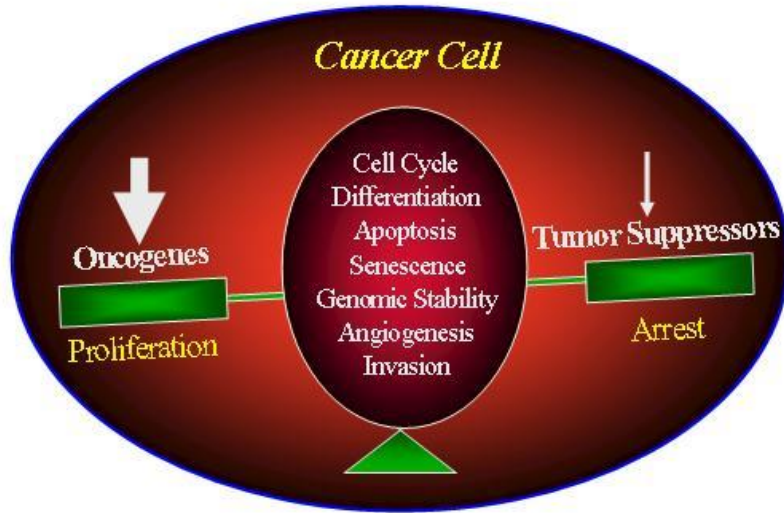 Cancer Cell
Cell Cycle
Differentiation
Apoptosis
Senescence
Genomic Stability
Angiogenesis
Invasion
Oncogenes
Proliferation
Tumor Suppressors
Arrest